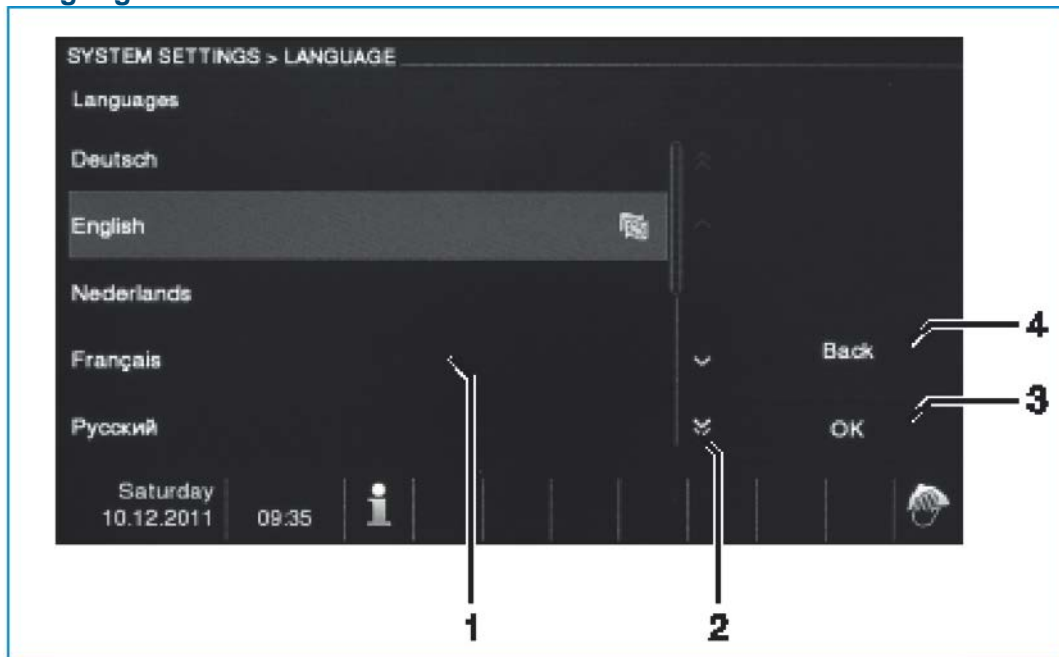 SYSTEM SETTINGS > LANGUAGE
Languages
Deutsch
English
Nederlands
Français
Русский
Back
OK
Saturday
10.12.2011
09:35
4
3
1
2